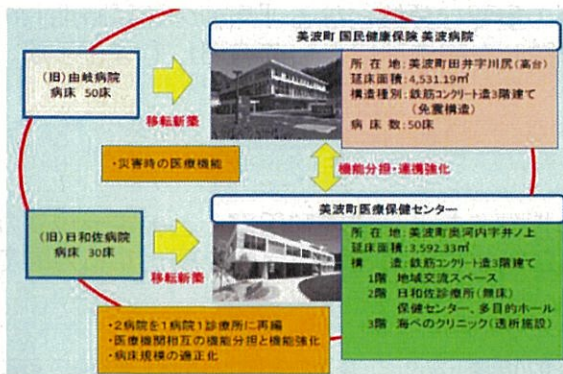 美波町 国民健康保険 美波病院
(旧)由岐病院
病床 50床
移転新築
所 在 地:美波町田井字川尻(高台)
延床面積:4,531.19㎡
構造種別:鉄筋コンクリート造3階建て
(免震構造)
病 床 数:50床
・災害時の医療機能
機能分担・連携強化
美波町医療保健センター
(旧)日和佐病院
病床 30床
移転新築
所 在 地:美波町奥河内字井ノ上
延床面積:3,592.33㎡
構 造:鉄筋コンクリート造3階建て
1階 地域交流スペース
2階 日和佐診療所(無床)
保健センター、多目的ホール
3階 海べのクリニック(透析施設)
・2病院を1病院1診療所に再編
・医療機関相互の機能分担と機能強化
・病床規模の適正化